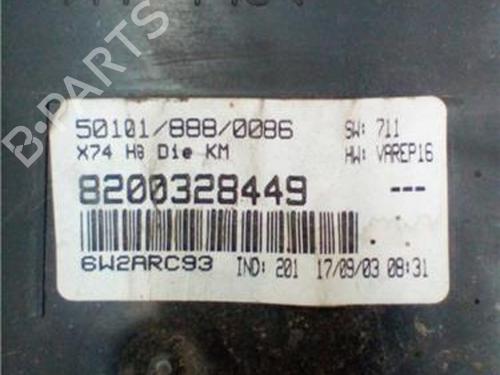 50101/888/0086 SW: 711
X74 HB Die KM HW: VAREP16
8200328449 ---
6W2ARC93 IND: 201 17/09/03 08:31
B-PARTS